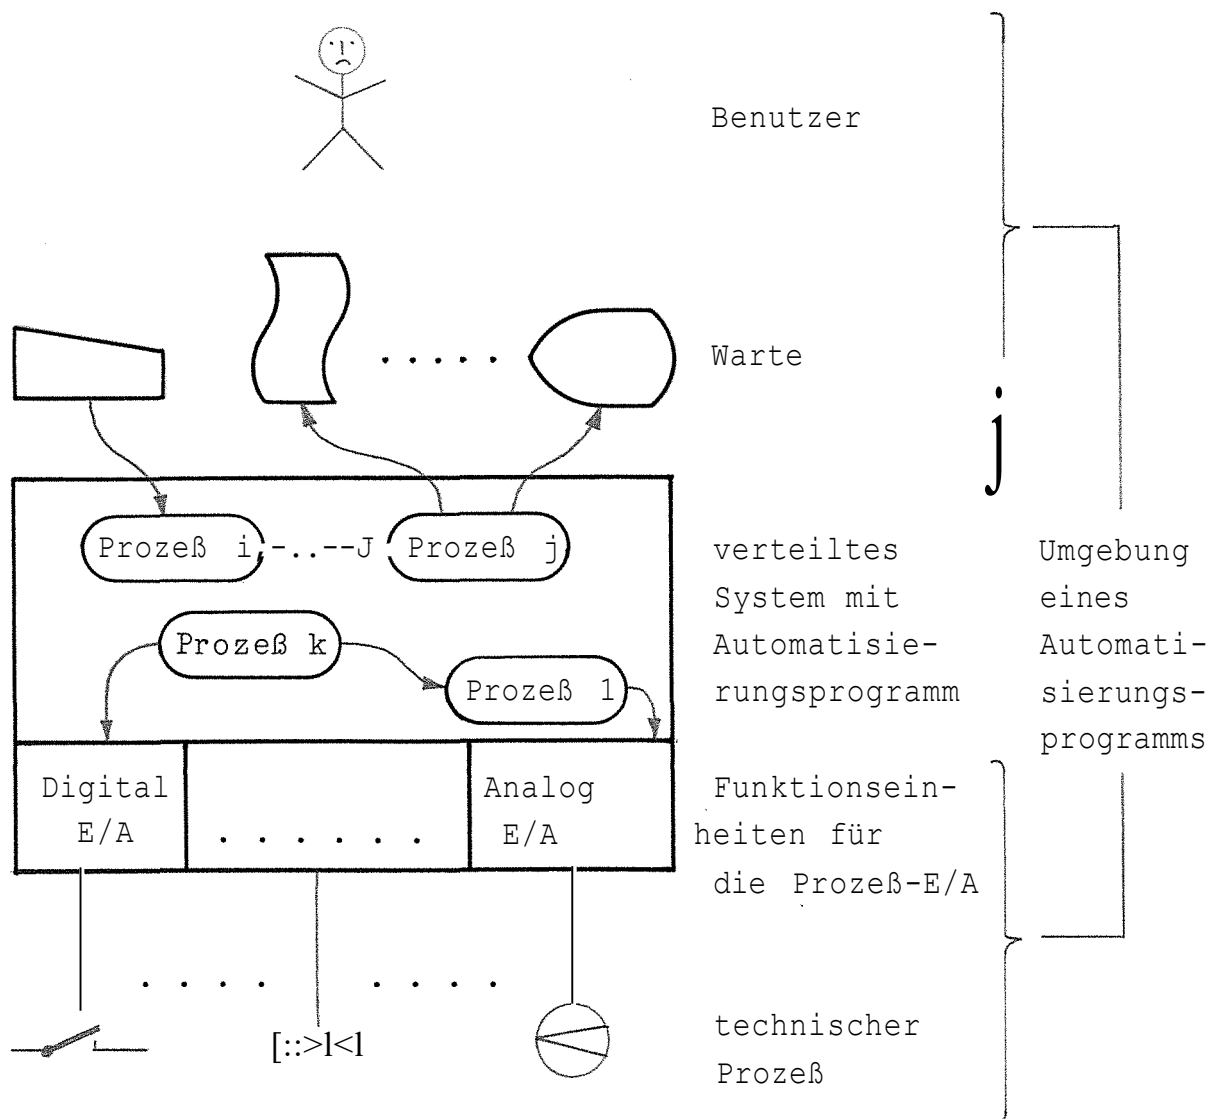 Benutzer
Warte
Prozeß i
Prozeß j
Prozeß k
Prozeß l
verteiltes
System mit
Automatisie-
rungsprogramm
Umgebung
eines
Automati-
sierungs-
programms
Digital
E/A
. . . . . .
Analog
E/A
Funktionsein-
heiten für
die Prozeß-E/A
technischer
Prozeß